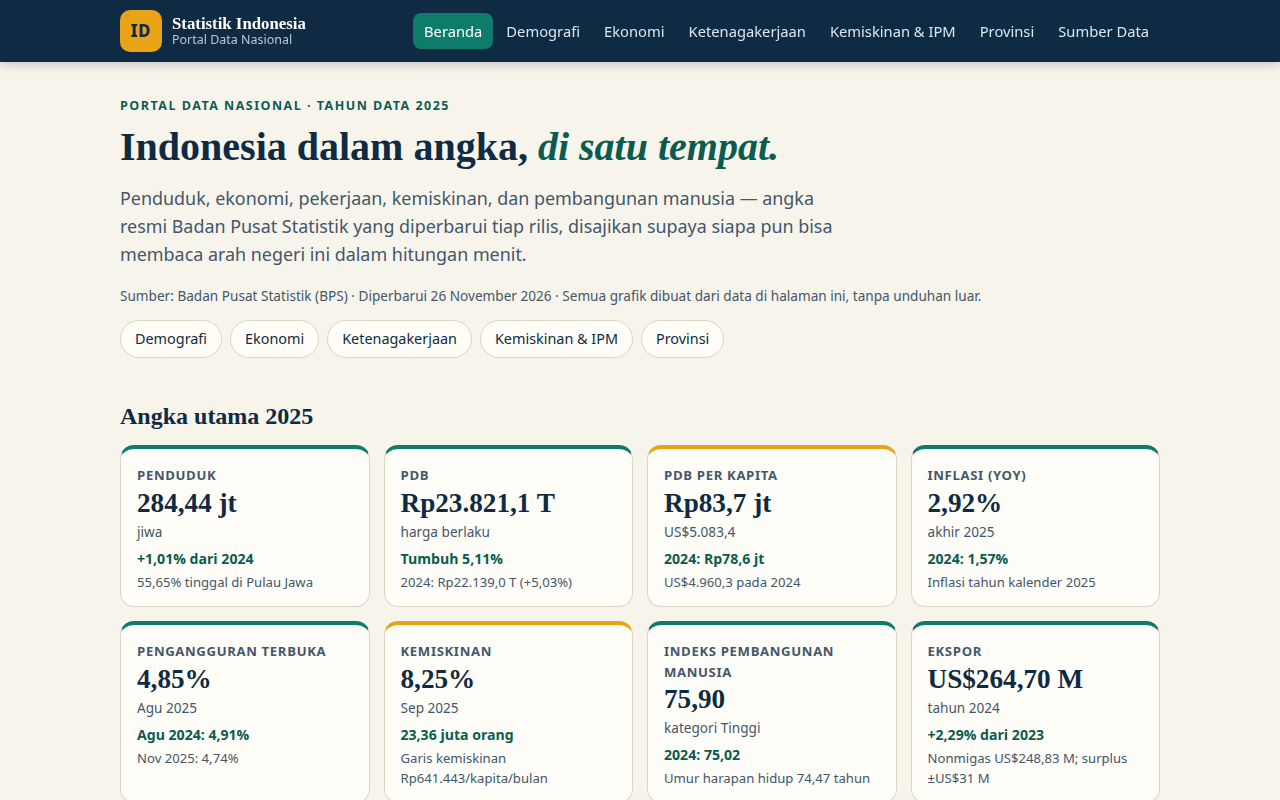 ID
Statistik Indonesia
Portal Data Nasional
Beranda
Demografi
Ekonomi
Ketenagakerjaan
Kemiskinan & IPM
Provinsi
Sumber Data
PORTAL DATA NASIONAL · TAHUN DATA 2025
Indonesia dalam angka, di satu tempat.
Penduduk, ekonomi, pekerjaan, kemiskinan, dan pembangunan manusia — angka
resmi Badan Pusat Statistik yang diperbarui tiap rilis, disajikan supaya siapa pun bisa
membaca arah negeri ini dalam hitungan menit.
Sumber: Badan Pusat Statistik (BPS) · Diperbarui 26 November 2026 · Semua grafik dibuat dari data di halaman ini, tanpa unduhan luar.
Demografi
Ekonomi
Ketenagakerjaan
Kemiskinan & IPM
Provinsi
Angka utama 2025
PENDUDUK
284,44 jt
jiwa
+1,01% dari 2024
55,65% tinggal di Pulau Jawa
PDB
Rp23.821,1 T
harga berlaku
Tumbuh 5,11%
2024: Rp22.139,0 T (+5,03%)
PDB PER KAPITA
Rp83,7 jt
US$5.083,4
2024: Rp78,6 jt
US$4.960,3 pada 2024
INFLASI (YOY)
2,92%
akhir 2025
2024: 1,57%
Inflasi tahun kalender 2025
PENGANGGURAN TERBUKA
4,85%
Agu 2025
Agu 2024: 4,91%
Nov 2025: 4,74%
KEMISKINAN
8,25%
Sep 2025
23,36 juta orang
Garis kemiskinan
Rp641.443/kapita/bulan
INDEKS PEMBANGUNAN
MANUSIA
75,90
kategori Tinggi
2024: 75,02
Umur harapan hidup 74,47 tahun
EKSPOR
US$264,70 M
tahun 2024
+2,29% dari 2023
Nonmigas US$248,83 M; surplus
±US$31 M